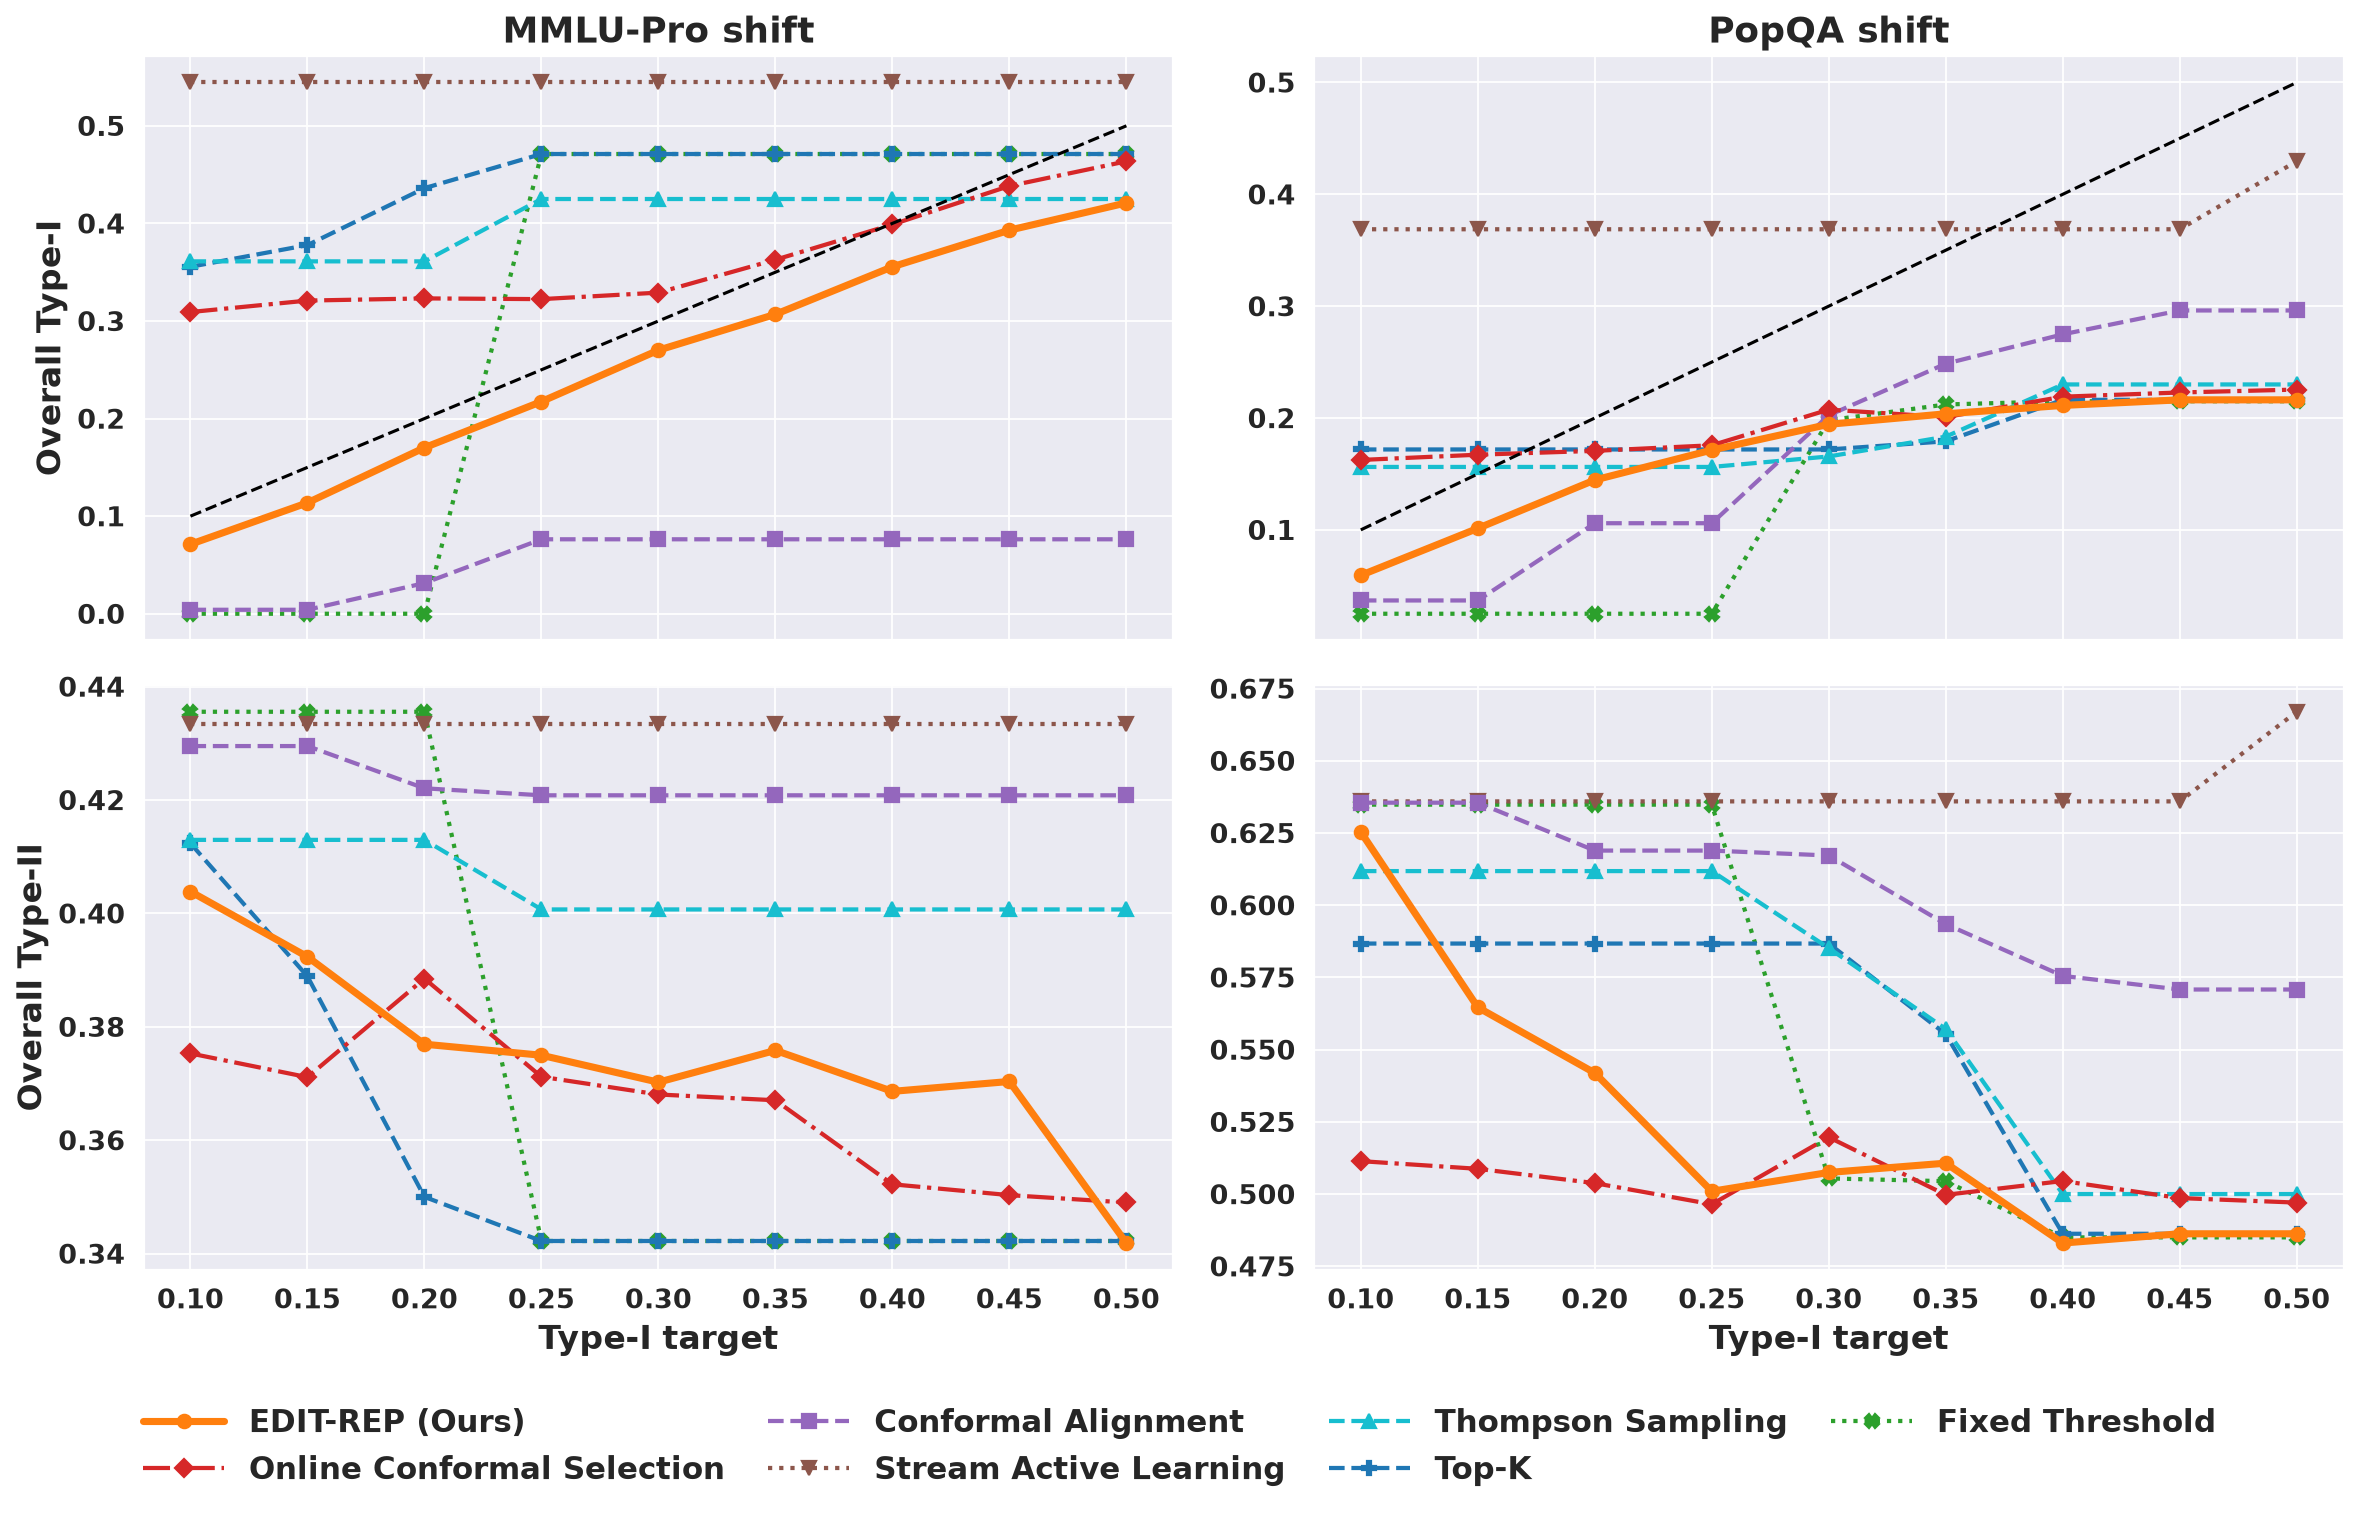 MMLU-Pro shift
PopQA shift
Overall Type-I
0.5
0.4
0.3
0.2
0.1
0.0
0.5
0.4
0.3
0.2
0.1
Overall Type-II
0.44
0.42
0.40
0.38
0.36
0.34
0.675
0.650
0.625
0.600
0.575
0.550
0.525
0.500
0.475
0.10 0.15 0.20 0.25 0.30 0.35 0.40 0.45 0.50
0.10 0.15 0.20 0.25 0.30 0.35 0.40 0.45 0.50
Type-I target
Type-I target
EDIT-REP (Ours)
Online Conformal Selection
Conformal Alignment
Stream Active Learning
Thompson Sampling
Top-K
Fixed Threshold